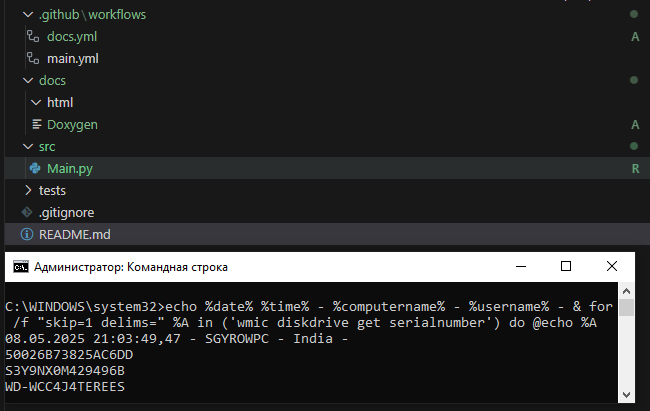 .github\workflows
docs.yml A
main.yml
docs
html
Doxygen A
src
Main.py R
tests
.gitignore
README.md
Администратор: Командная строка
C:\WINDOWS\system32>echo %date% %time% - %computername% - %username% - & for
/f "skip=1 delims=" %A in ('wmic diskdrive get serialnumber') do @echo %A
08.05.2025 21:03:49,47 - SGYROWPC - India -
50026B73825AC6DD
S3Y9NX0M429496B
WD-WCC4J4TEREES